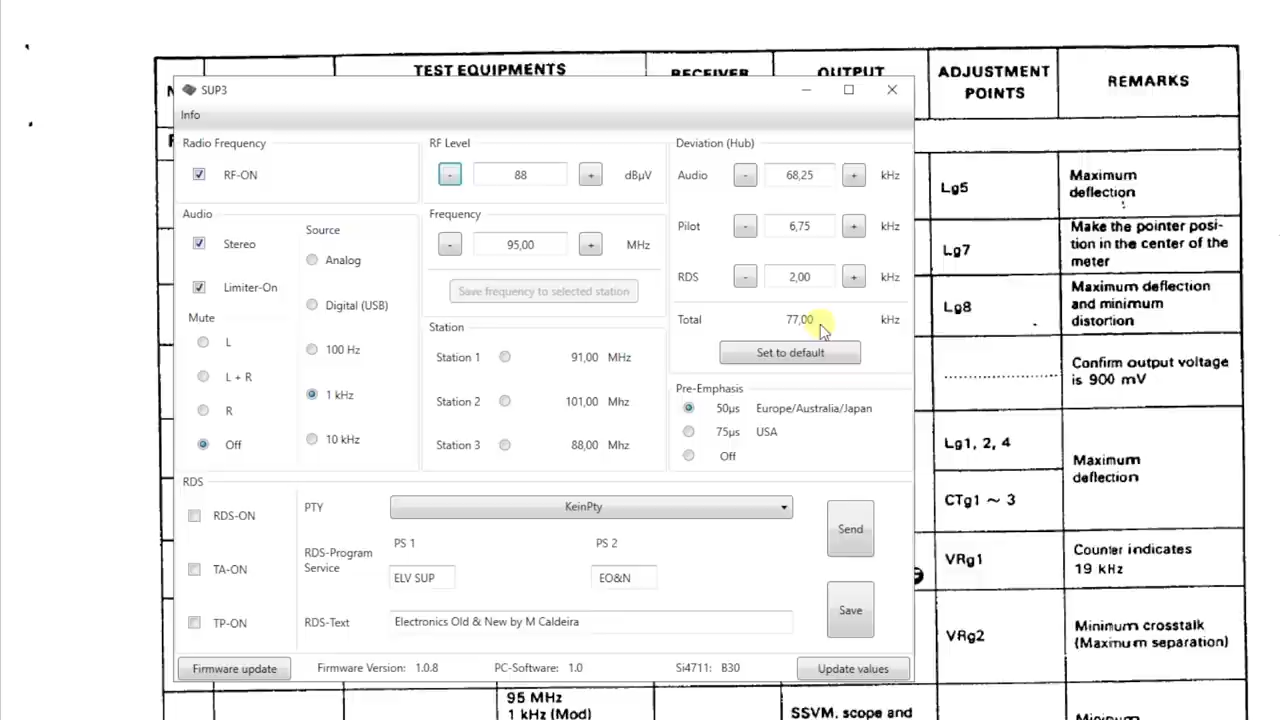 TEST EQUIPMENTS
RECEIVER
OUTPUT
ADJUSTMENT
POINTS
REMARKS
SUP3
Info
Radio Frequency
RF-ON
RF Level
- 88 + dBµV
Deviation (Hub)
Audio - 68,25 + kHz
Pilot - 6,75 + kHz
RDS - 2,00 + kHz
Total 77,00 kHz
Set to default
Audio
Stereo
Limiter-On
Mute
L
L + R
R
Off
Source
Analog
Digital (USB)
100 Hz
1 kHz
10 kHz
Frequency
- 95,00 + MHz
Save frequency to selected station
Station
Station 1 91,00 MHz
Station 2 101,00 Mhz
Station 3 88,00 Mhz
Pre-Emphasis
50µs Europe/Australia/Japan
75µs USA
Off
RDS
RDS-ON
TA-ON
TP-ON
PTY KeinPty
PS 1 PS 2
RDS-Program
Service
ELV SUP EO&N
RDS-Text Electronics Old & New by M Caldeira
Send
Save
Firmware update Firmware Version: 1.0.8 PC-Software: 1.0 Si4711: B30 Update values
Lg5
Maximum
deflection
Lg7
Make the pointer posi-
tion in the center of the
meter
Lg8
Maximum deflection
and minimum
distortion
Confirm output voltage
is 900 mV
Lg1, 2, 4
CTg1 ~ 3
Maximum
deflection
VRg1
Counter indicates
19 kHz
VRg2
Minimum crosstalk
(Maximum separation)
95 MHz
1 kHz (Mod)
SSVM, scope and
Minimum